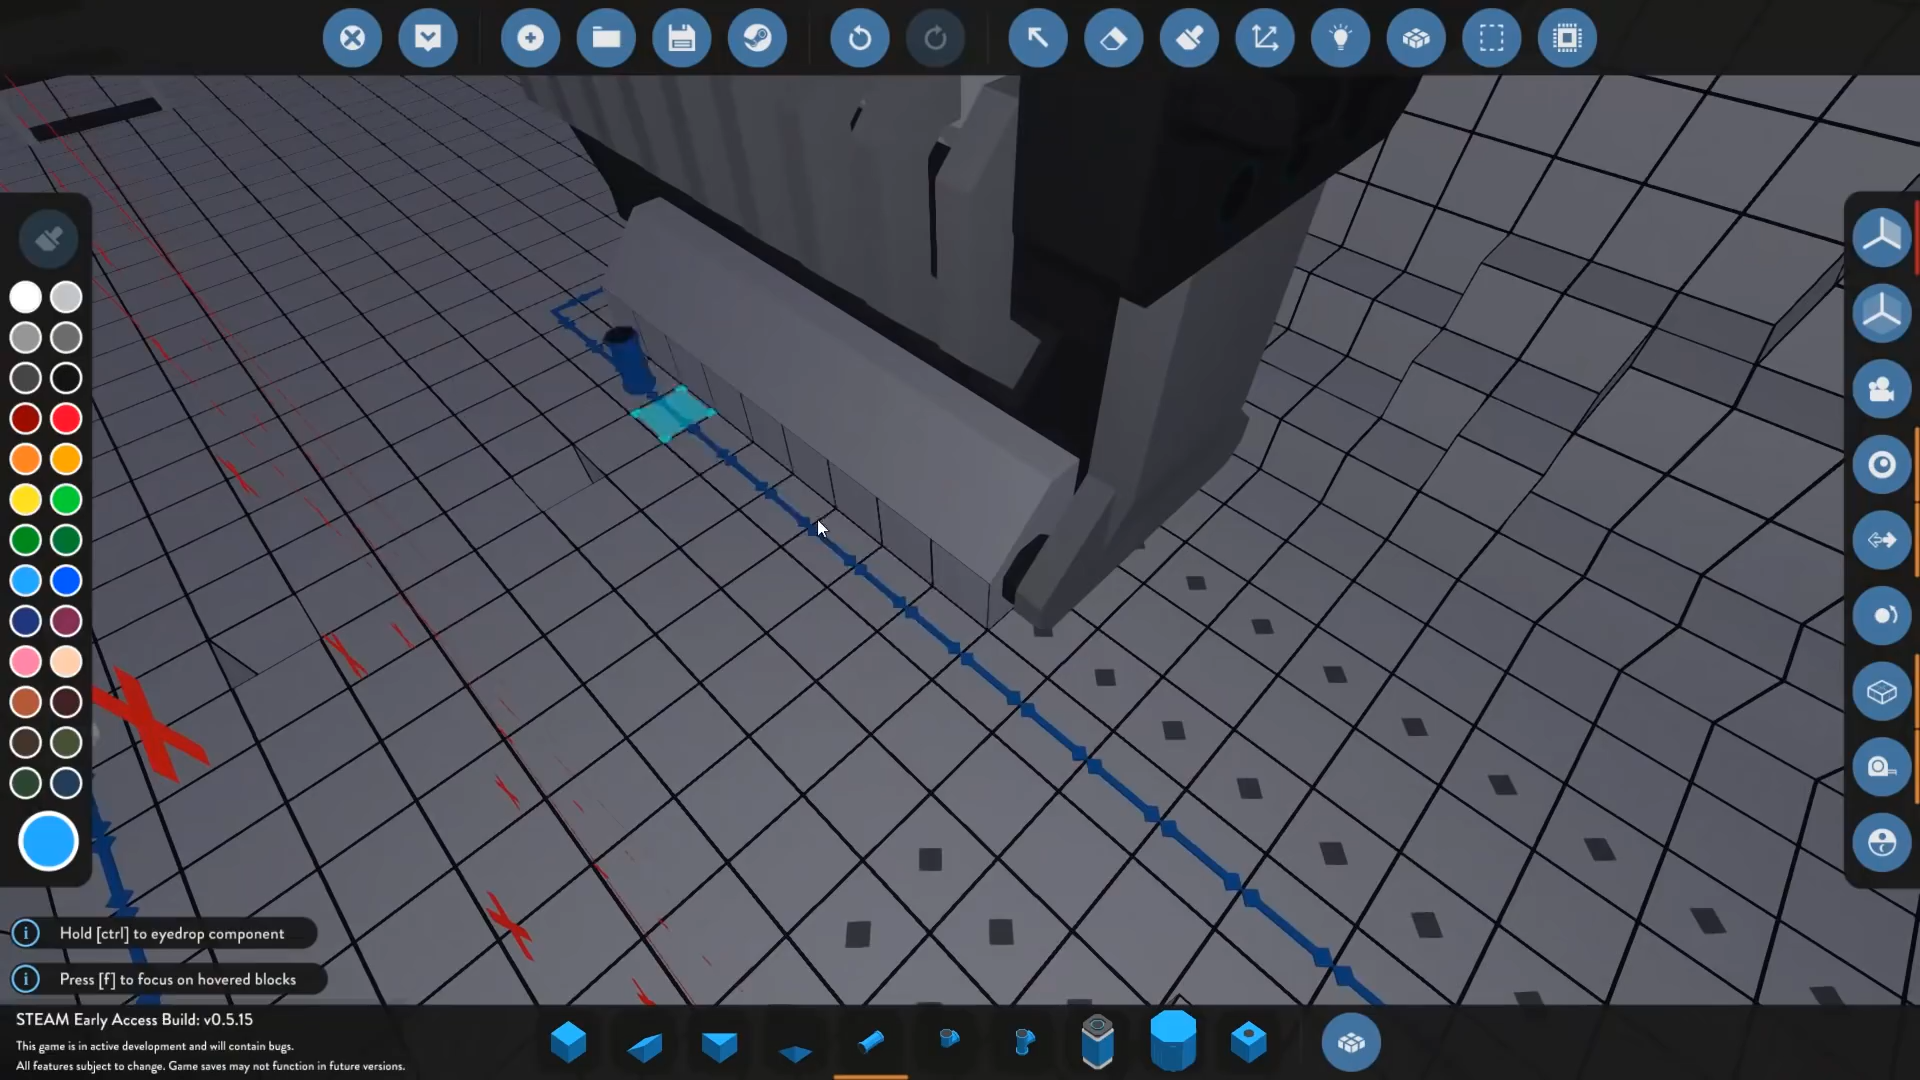 Hold [ctrl] to eyedrop component
Press [f] to focus on hovered blocks
STEAM Early Access Build: v0.5.15
This game is in active development and will contain bugs.
All features subject to change. Game saves may not function in future versions.